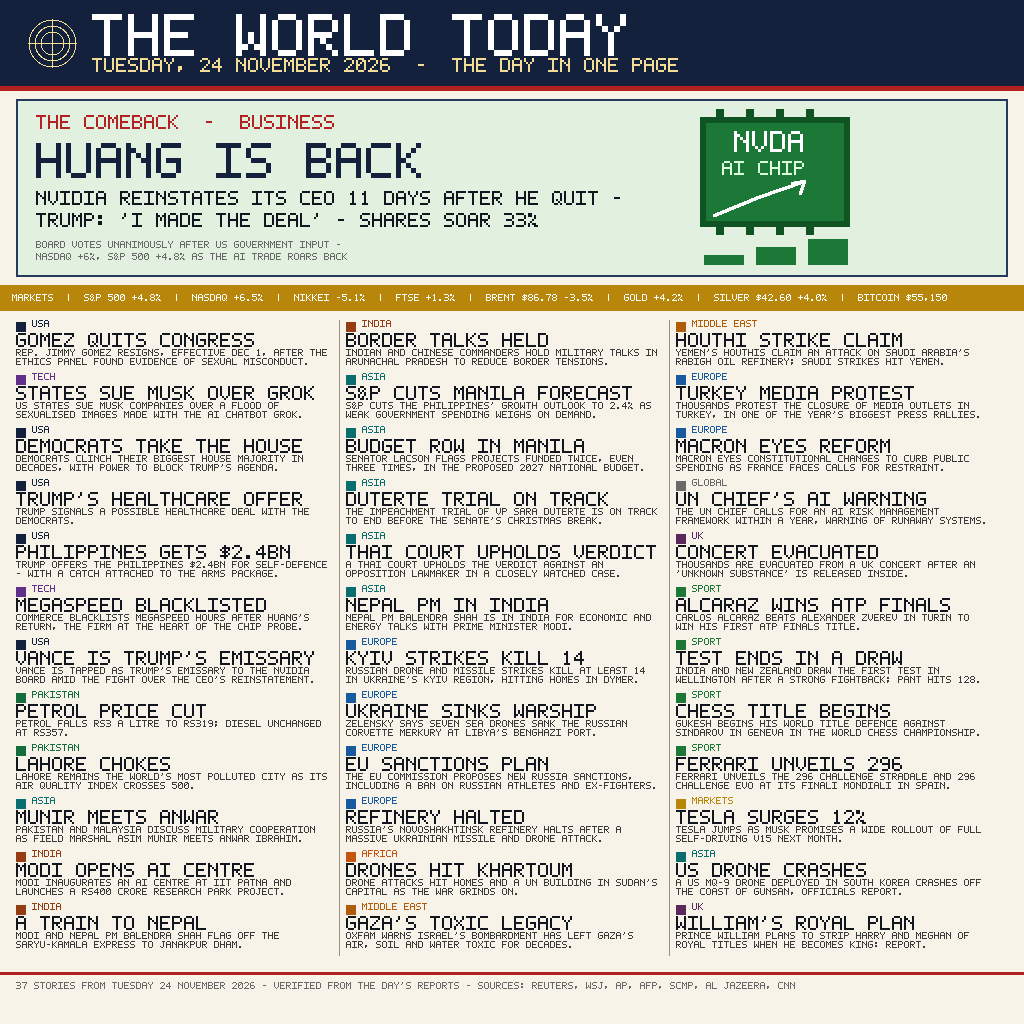 THE WORLD TODAY
TUESDAY, 24 NOVEMBER 2026 - THE DAY IN ONE PAGE
THE COMEBACK - BUSINESS
HUANG IS BACK
NVIDIA REINSTATES ITS CEO 11 DAYS AFTER HE QUIT -
TRUMP: 'I MADE THE DEAL' - SHARES SOAR 33%
BOARD VOTES UNANIMOUSLY AFTER US GOVERNMENT INPUT -
NASDAQ +6%, S&P 500 +4.8% AS THE AI TRADE ROARS BACK
NVDA
AI CHIP
MARKETS | S&P 500 +4.8% | NASDAQ +6.5% | NIKKEI -5.1% | FTSE +1.3% | BRENT $86.78 -3.5% | GOLD +4.2% | SILVER $42.60 +4.0% | BITCOIN $55,150
USA
GOMEZ QUITS CONGRESS
REP. JIMMY GOMEZ RESIGNS, EFFECTIVE DEC 1, AFTER THE
ETHICS PANEL FOUND EVIDENCE OF SEXUAL MISCONDUCT.
TECH
STATES SUE MUSK OVER GROK
US STATES SUE MUSK COMPANIES OVER A FLOOD OF
SEXUALISED IMAGES MADE WITH THE AI CHATBOT GROK.
USA
DEMOCRATS TAKE THE HOUSE
DEMOCRATS CLINCH THEIR BIGGEST HOUSE MAJORITY IN
DECADES, WITH POWER TO BLOCK TRUMP'S AGENDA.
USA
TRUMP'S HEALTHCARE OFFER
TRUMP SIGNALS A POSSIBLE HEALTHCARE DEAL WITH THE
DEMOCRATS.
USA
PHILIPPINES GETS $2.4BN
TRUMP OFFERS THE PHILIPPINES $2.4BN FOR SELF-DEFENCE
- WITH A CATCH ATTACHED TO THE ARMS PACKAGE.
TECH
MEGASPEED BLACKLISTED
COMMERCE BLACKLISTS MEGASPEED HOURS AFTER HUANG'S
RETURN, THE FIRM AT THE HEART OF THE CHIP PROBE.
USA
VANCE IS TRUMP'S EMISSARY
VANCE IS TAPPED AS TRUMP'S EMISSARY TO THE NVIDIA
BOARD AMID THE FIGHT OVER THE CEO'S REINSTATEMENT.
PAKISTAN
PETROL PRICE CUT
PETROL FALLS RS3 A LITRE TO RS319; DIESEL UNCHANGED
AT RS357.
PAKISTAN
LAHORE CHOKES
LAHORE REMAINS THE WORLD'S MOST POLLUTED CITY AS ITS
AIR QUALITY INDEX CROSSES 500.
ASIA
MUNIR MEETS ANWAR
PAKISTAN AND MALAYSIA DISCUSS MILITARY COOPERATION
AS FIELD MARSHAL ASIM MUNIR MEETS ANWAR IBRAHIM.
INDIA
MODI OPENS AI CENTRE
MODI INAUGURATES AN AI CENTRE AT IIT PATNA AND
LAUNCHES A RS400 CRORE RESEARCH PARK PROJECT.
INDIA
A TRAIN TO NEPAL
MODI AND NEPAL PM BALENDRA SHAH FLAG OFF THE
SARYU-KAMALA EXPRESS TO JANAKPUR DHAM.
INDIA
BORDER TALKS HELD
INDIAN AND CHINESE COMMANDERS HOLD MILITARY TALKS IN
ARUNACHAL PRADESH TO REDUCE BORDER TENSIONS.
ASIA
S&P CUTS MANILA FORECAST
S&P CUTS THE PHILIPPINES' GROWTH OUTLOOK TO 2.4% AS
WEAK GOVERNMENT SPENDING WEIGHS ON DEMAND.
ASIA
BUDGET ROW IN MANILA
SENATOR LACSON FLAGS PROJECTS FUNDED TWICE, EVEN
THREE TIMES, IN THE PROPOSED 2027 NATIONAL BUDGET.
ASIA
DUTERTE TRIAL ON TRACK
THE IMPEACHMENT TRIAL OF VP SARA DUTERTE IS ON TRACK
TO END BEFORE THE SENATE'S CHRISTMAS BREAK.
ASIA
THAI COURT UPHOLDS VERDICT
A THAI COURT UPHOLDS THE VERDICT AGAINST AN
OPPOSITION LAWMAKER IN A CLOSELY WATCHED CASE.
ASIA
NEPAL PM IN INDIA
NEPAL PM BALENDRA SHAH IS IN INDIA FOR ECONOMIC AND
ENERGY TALKS WITH PRIME MINISTER MODI.
EUROPE
KYIV STRIKES KILL 14
RUSSIAN DRONE AND MISSILE STRIKES KILL AT LEAST 14
IN UKRAINE'S KYIV REGION, HITTING HOMES IN DYMER.
EUROPE
UKRAINE SINKS WARSHIP
ZELENSKY SAYS SEVEN SEA DRONES SANK THE RUSSIAN
CORVETTE MERKURY AT LIBYA'S BENGHAZI PORT.
EUROPE
EU SANCTIONS PLAN
THE EU COMMISSION PROPOSES NEW RUSSIA SANCTIONS,
INCLUDING A BAN ON RUSSIAN ATHLETES AND EX-FIGHTERS.
EUROPE
REFINERY HALTED
RUSSIA'S NOVOSHAKHTINSK REFINERY HALTS AFTER A
MASSIVE UKRAINIAN MISSILE AND DRONE ATTACK.
AFRICA
DRONES HIT KHARTOUM
DRONE ATTACKS HIT HOMES AND A UN BUILDING IN SUDAN'S
CAPITAL AS THE WAR GRINDS ON.
MIDDLE EAST
GAZA'S TOXIC LEGACY
OXFAM WARNS ISRAEL'S BOMBARDMENT HAS LEFT GAZA'S
AIR, SOIL AND WATER TOXIC FOR DECADES.
MIDDLE EAST
HOUTHI STRIKE CLAIM
YEMEN'S HOUTHIS CLAIM AN ATTACK ON SAUDI ARABIA'S
RABIGH OIL REFINERY; SAUDI STRIKES HIT YEMEN.
EUROPE
TURKEY MEDIA PROTEST
THOUSANDS PROTEST THE CLOSURE OF MEDIA OUTLETS IN
TURKEY, IN ONE OF THE YEAR'S BIGGEST PRESS RALLIES.
EUROPE
MACRON EYES REFORM
MACRON EYES CONSTITUTIONAL CHANGES TO CURB PUBLIC
SPENDING AS FRANCE FACES CALLS FOR RESTRAINT.
GLOBAL
UN CHIEF'S AI WARNING
THE UN CHIEF CALLS FOR AN AI RISK MANAGEMENT
FRAMEWORK WITHIN A YEAR, WARNING OF RUNAWAY SYSTEMS.
UK
CONCERT EVACUATED
THOUSANDS ARE EVACUATED FROM A UK CONCERT AFTER AN
'UNKNOWN SUBSTANCE' IS RELEASED INSIDE.
SPORT
ALCARAZ WINS ATP FINALS
CARLOS ALCARAZ BEATS ALEXANDER ZVEREV IN TURIN TO
WIN HIS FIRST ATP FINALS TITLE.
SPORT
TEST ENDS IN A DRAW
INDIA AND NEW ZEALAND DRAW THE FIRST TEST IN
WELLINGTON AFTER A STRONG FIGHTBACK; PANT HITS 128.
SPORT
CHESS TITLE BEGINS
GUKESH BEGINS HIS WORLD TITLE DEFENCE AGAINST
SINDAROV IN GENEVA IN THE WORLD CHESS CHAMPIONSHIP.
SPORT
FERRARI UNVEILS 296
FERRARI UNVEILS THE 296 CHALLENGE STRADALE AND 296
CHALLENGE EVO AT ITS FINALI MONDIALI IN SPAIN.
MARKETS
TESLA SURGES 12%
TESLA JUMPS AS MUSK PROMISES A WIDE ROLLOUT OF FULL
SELF-DRIVING V15 NEXT MONTH.
ASIA
US DRONE CRASHES
A US MQ-9 DRONE DEPLOYED IN SOUTH KOREA CRASHES OFF
THE COAST OF GUNSAN, OFFICIALS REPORT.
UK
WILLIAM'S ROYAL PLAN
PRINCE WILLIAM PLANS TO STRIP HARRY AND MEGHAN OF
ROYAL TITLES WHEN HE BECOMES KING: REPORT.
37 STORIES FROM TUESDAY 24 NOVEMBER 2026 - VERIFIED FROM THE DAY'S REPORTS - SOURCES: REUTERS, WSJ, AP, AFP, SCMP, AL JAZEERA, CNN